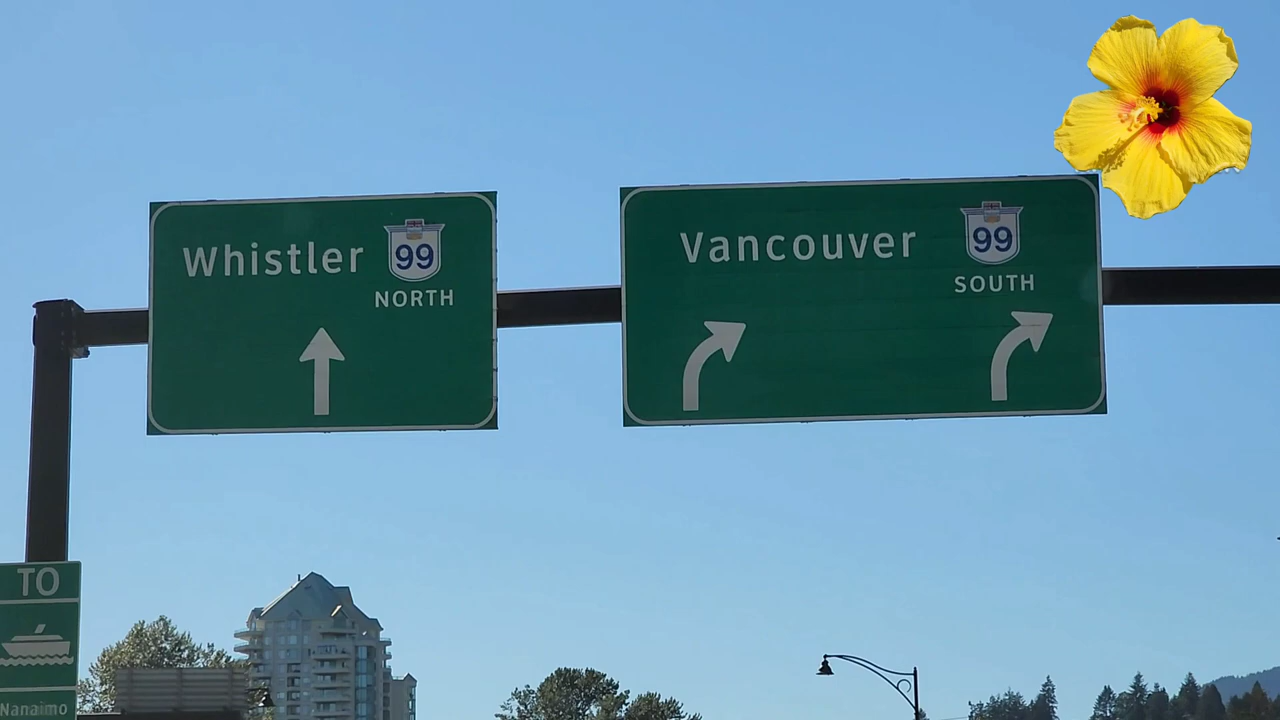 Whistler 99
NORTH
Vancouver 99
SOUTH
TO
Nanaimo